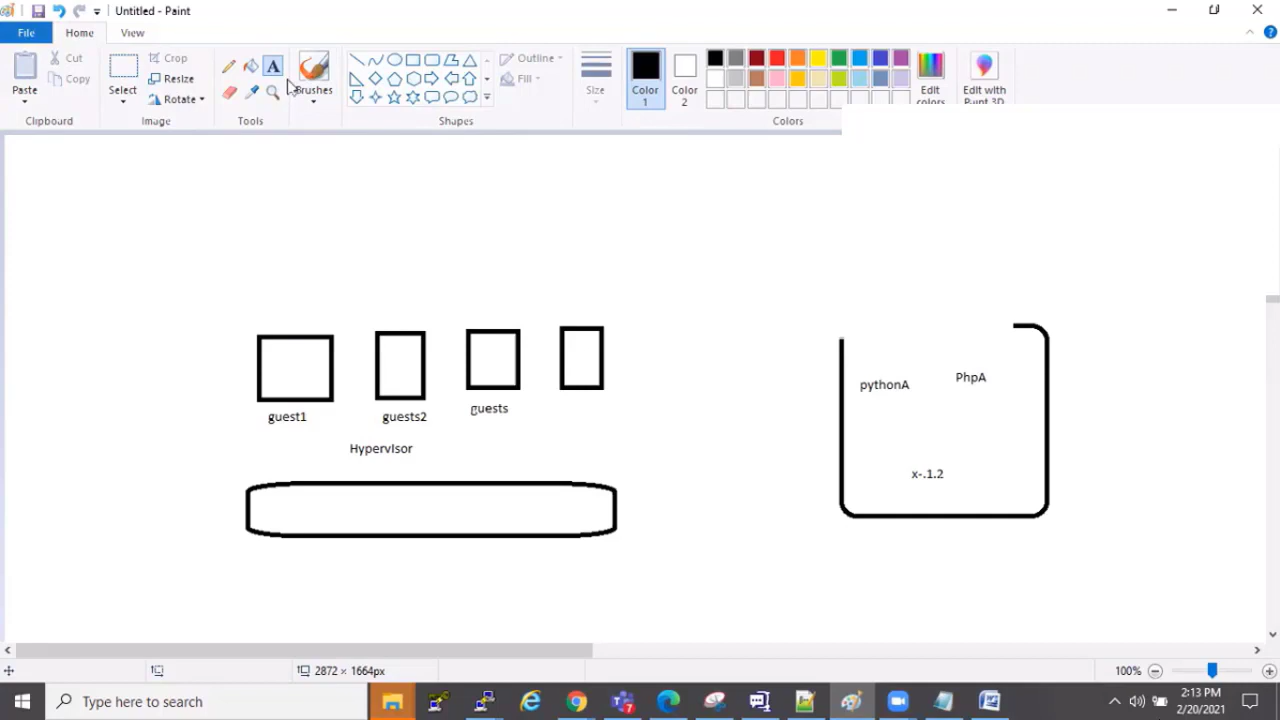 Untitled - Paint
File
Home
View
Paste
Cut
Copy
Clipboard
Select
Crop
Resize
Rotate
Image
A
Tools
Brushes
Outline
Fill
Shapes
Size
Color 1
Color 2
Edit colors
Edit with Paint 3D
Colors
guest1
guests2
guests
HypervIsor
pythonA
PhpA
x-.1.2
2872 × 1664px
100%
Type here to search
2:13 PM
2/20/2021